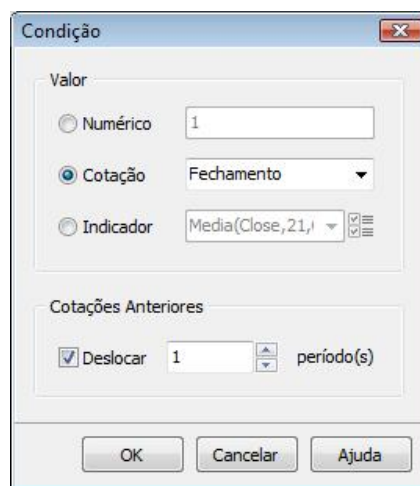 Condição
Valor
Numérico 1
Cotação Fechamento
Indicador Media(Close,21,
Cotações Anteriores
Deslocar 1 período(s)
OK Cancelar Ajuda